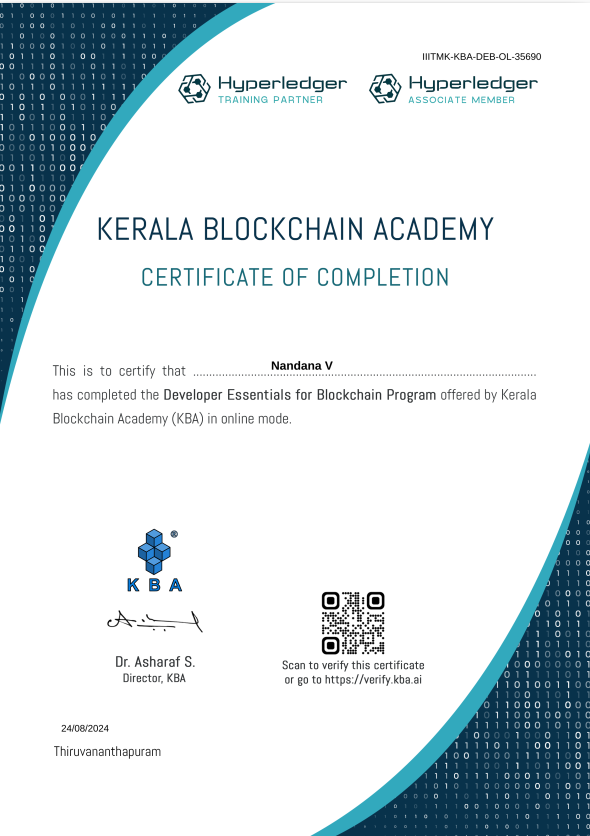 IIITMK-KBA-DEB-OL-35690
Hyperledger
TRAINING PARTNER
Hyperledger
ASSOCIATE MEMBER
KERALA BLOCKCHAIN ACADEMY
CERTIFICATE OF COMPLETION
This is to certify that ..... Nandana V .....
has completed the Developer Essentials for Blockchain Program offered by Kerala
Blockchain Academy (KBA) in online mode.
®
KBA
Dr. Asharaf S.
Director, KBA
Scan to verify this certificate
or go to https://verify.kba.ai
24/08/2024
Thiruvananthapuram